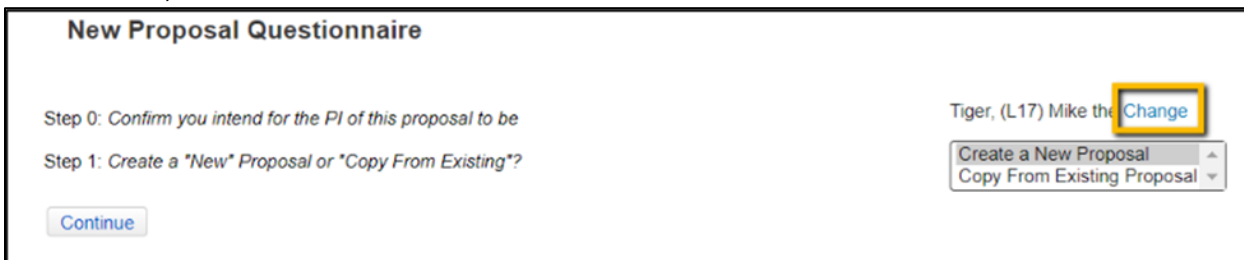 New Proposal Questionnaire
Step 0: Confirm you intend for the PI of this proposal to be
Tiger, (L17) Mike the Change
Step 1: Create a "New" Proposal or "Copy From Existing"?
Create a New Proposal
Copy From Existing Proposal
Continue